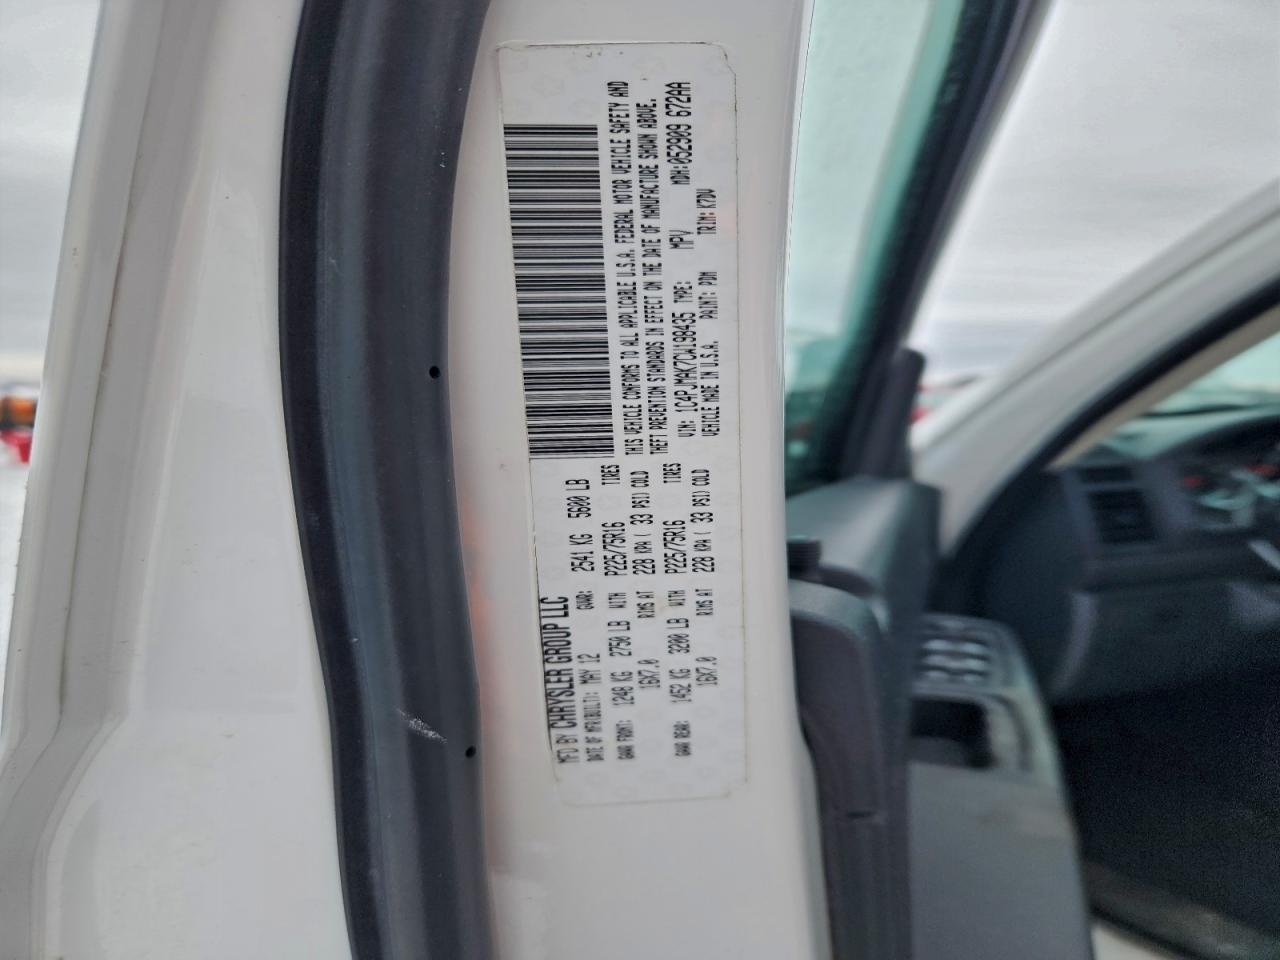 MFD BY CHRYSLER GROUP LLC
DATE OF MFR(BUILT): MAY 12 GVWR: 2541 KG 5600 LB
GAWR FRONT: 1248 KG 2750 LB WITH P225/75R16 TIRES
16X7.0 RIMS AT 228 KPA ( 33 PSI) COLD
GAWR REAR: 1452 KG 3200 LB WITH P225/75R16 TIRES
16X7.0 RIMS AT 228 KPA ( 33 PSI) COLD
THIS VEHICLE CONFORMS TO ALL APPLICABLE U.S.A. FEDERAL MOTOR VEHICLE SAFETY AND
THEFT PREVENTION STANDARDS IN EFFECT ON THE DATE OF MANUFACTURE SHOWN ABOVE.
VIN: 1C4PJMAK7CW198435 TYPE: MPV MDH:052909 672AA
VEHICLE MADE IN U.S.A. PAINT: PDM TRIM: K7DV